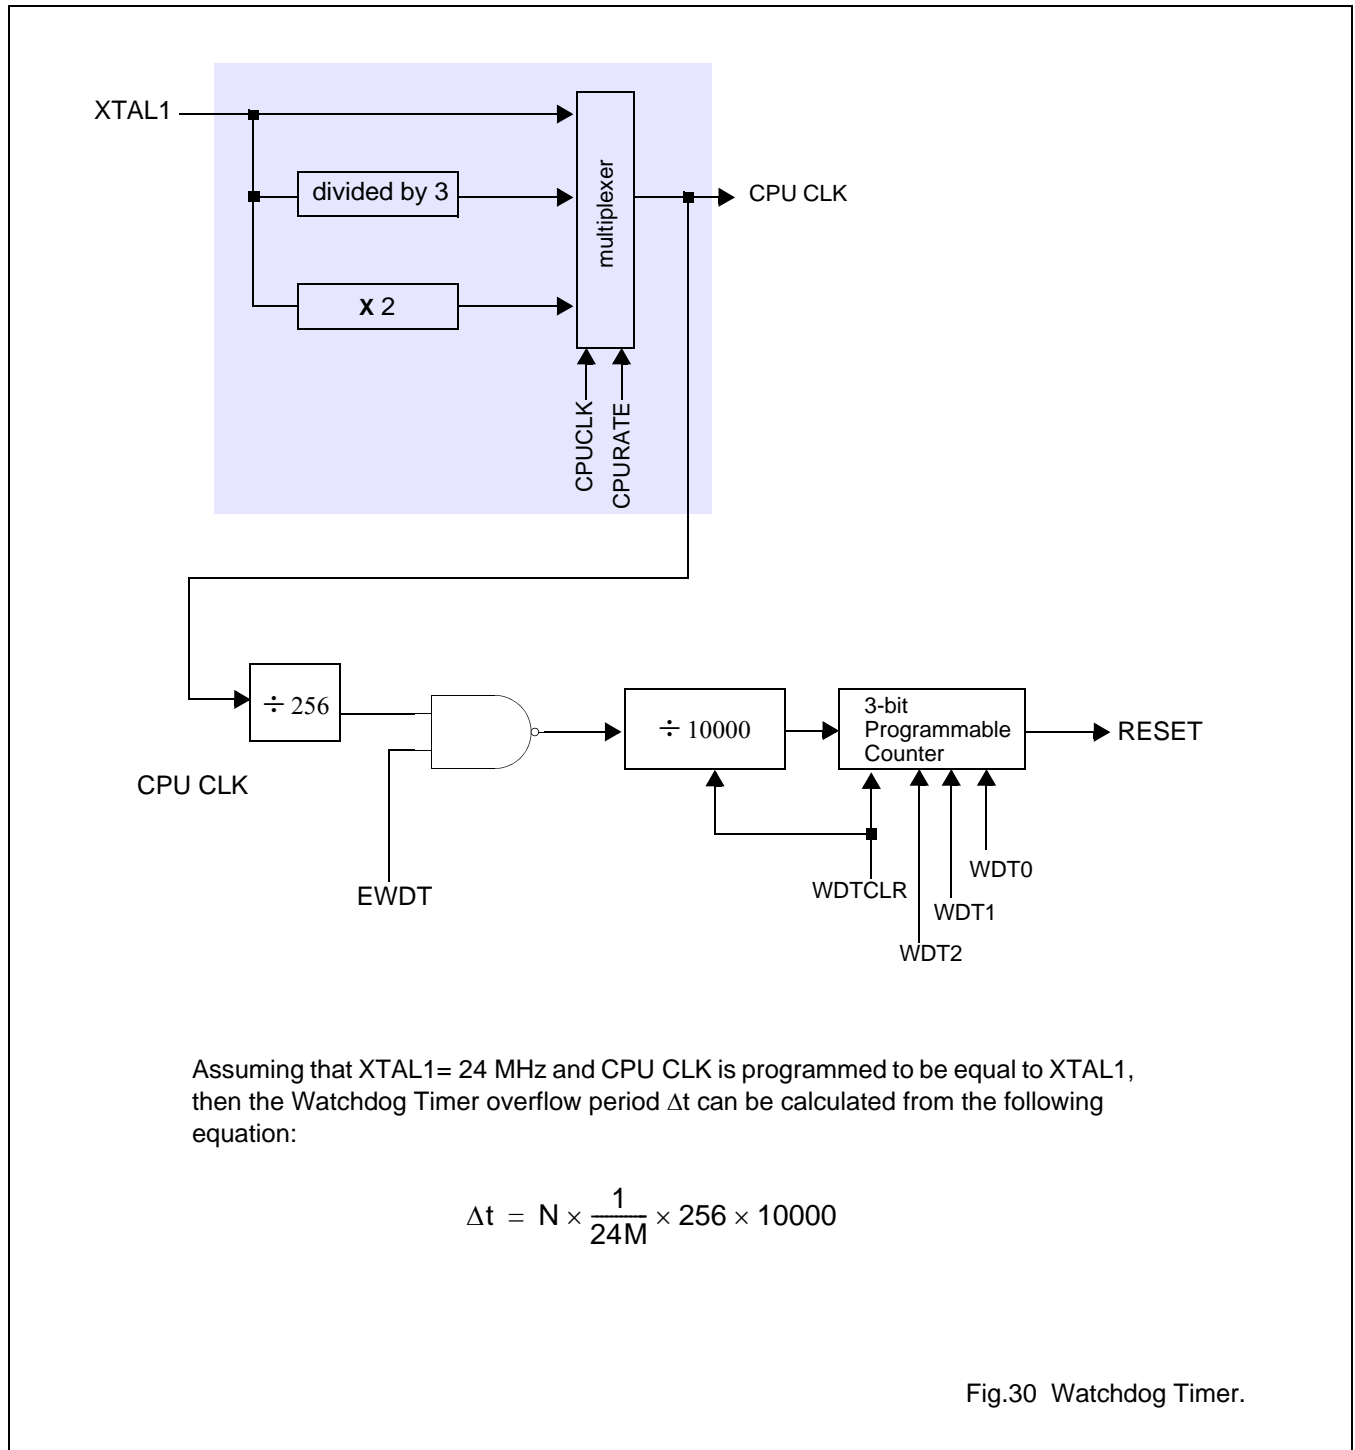 XTAL1
divided by 3
X 2
multiplexer
CPU CLK
CPUCLK
CPURATE
÷ 256
CPU CLK
EWDT
÷ 10000
3-bit
Programmable
Counter
RESET
WDTCLR
WDT0
WDT1
WDT2
Assuming that XTAL1= 24 MHz and CPU CLK is programmed to be equal to XTAL1,
then the Watchdog Timer overflow period Δt can be calculated from the following
equation:
Δt = N × 1/24M × 256 × 10000
Fig.30 Watchdog Timer.